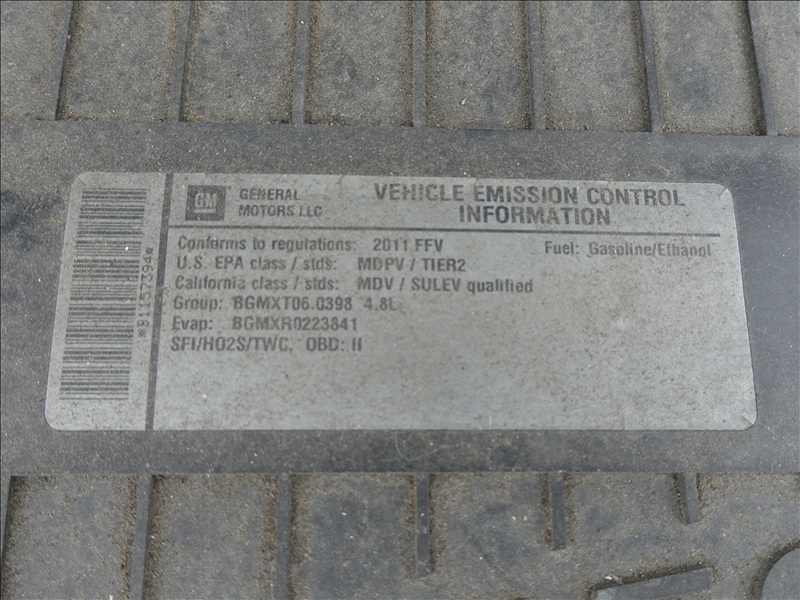 GM
GENERAL
MOTORS LLC
VEHICLE EMISSION CONTROL
INFORMATION
Conforms to regulations: 2011 FFV Fuel: Gasoline/Ethanol
U.S. EPA class / stds: MDPV / TIER2
California class / stds: MDV / SULEV qualified
Group: BGMXT06.0398 4.8L
Evap: BGMXR0223841
SFI/HO2S/TWC, OBD: II
*B1157394*